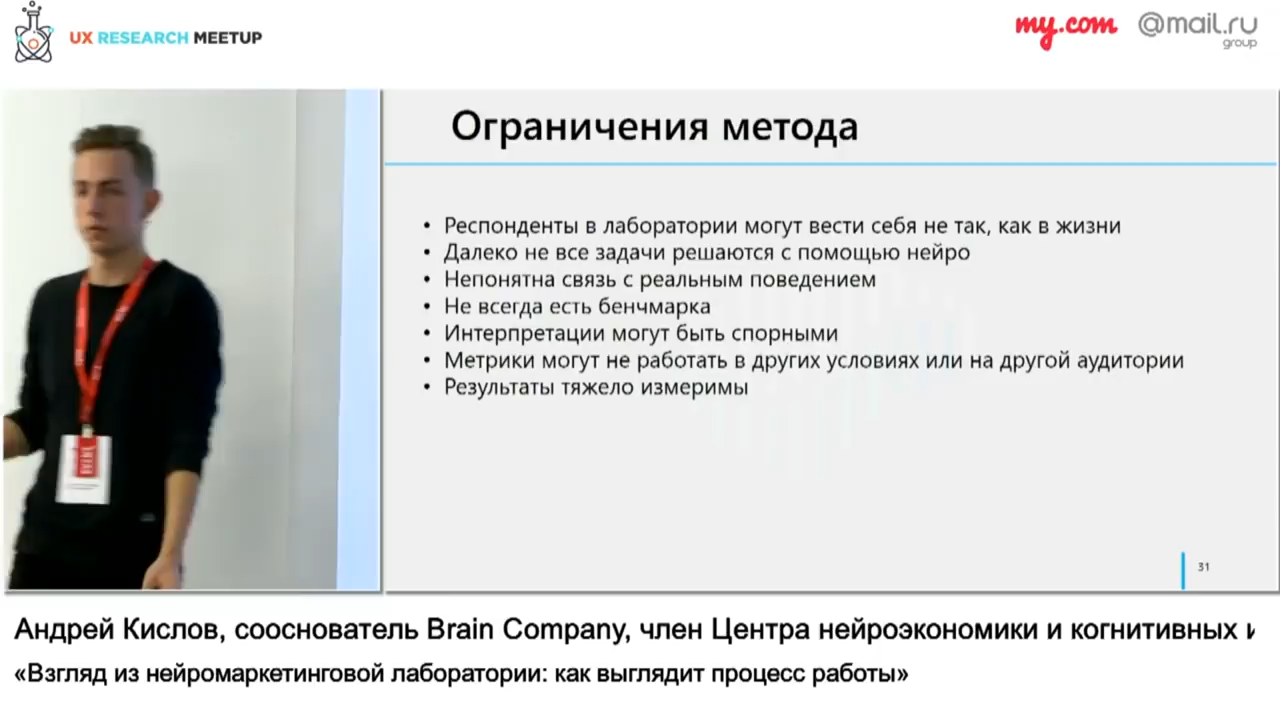 UX RESEARCH MEETUP
my.com @mail.ru group
Ограничения метода
• Респонденты в лаборатории могут вести себя не так, как в жизни
• Далеко не все задачи решаются с помощью нейро
• Непонятна связь с реальным поведением
• Не всегда есть бенчмарка
• Интерпретации могут быть спорными
• Метрики могут не работать в других условиях или на другой аудитории
• Результаты тяжело измеримы
31
Андрей Кислов, сооснователь Brain Company, член Центра нейроэкономики и когнитивных
«Взгляд из нейромаркетинговой лаборатории: как выглядит процесс работы»